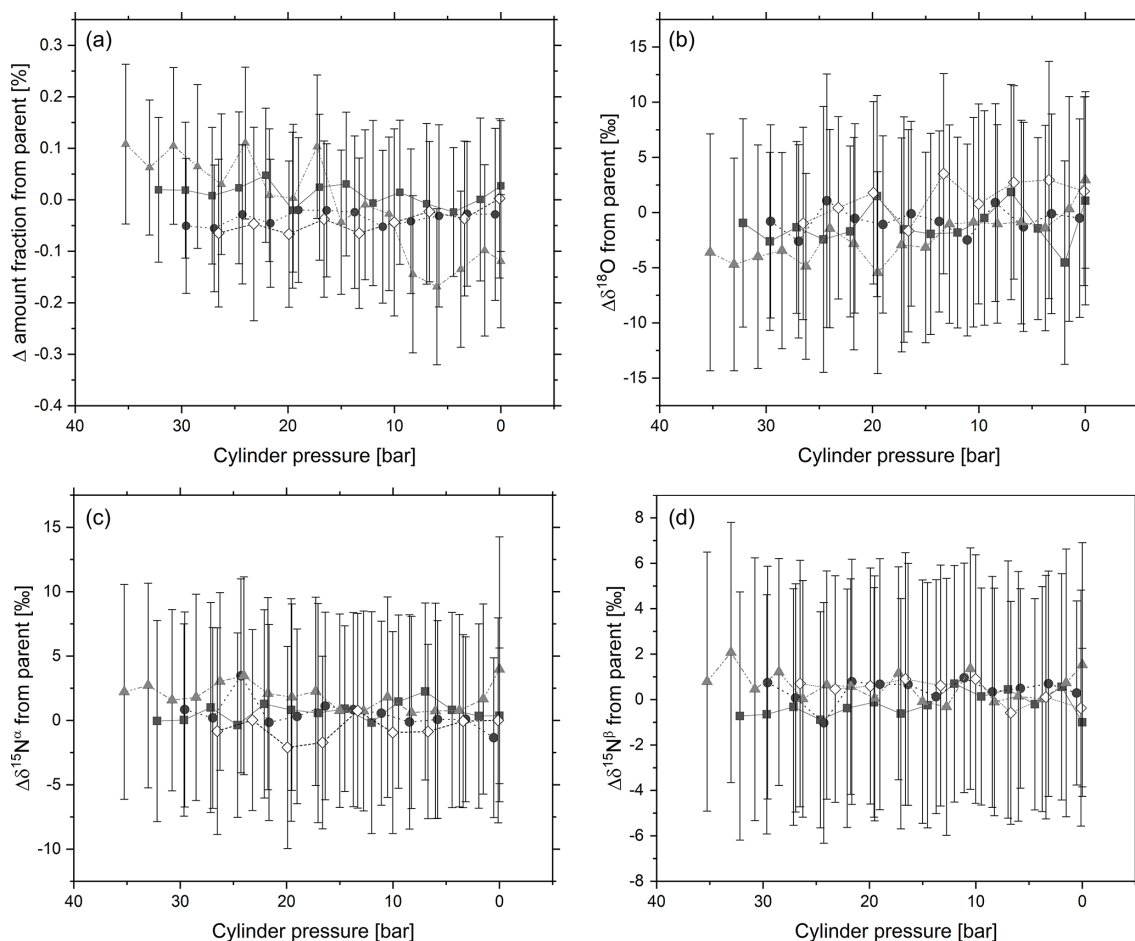 (a)
Δ amount fraction from parent [%]
0.3
0.2
0.1
0.0
-0.1
-0.2
-0.3
-0.4
40 30 20 10 0
Cylinder pressure [bar]
(b)
Δδ¹⁸O from parent [‰]
15
10
5
0
-5
-10
-15
40 30 20 10 0
Cylinder pressure [bar]
(c)
Δδ¹⁵Nᵅ from parent [‰]
15
10
5
0
-5
-10
40 30 20 10 0
Cylinder pressure [bar]
(d)
Δδ¹⁵Nᵝ from parent [‰]
8
6
4
2
0
-2
-4
-6
-8
40 30 20 10 0
Cylinder pressure [bar]